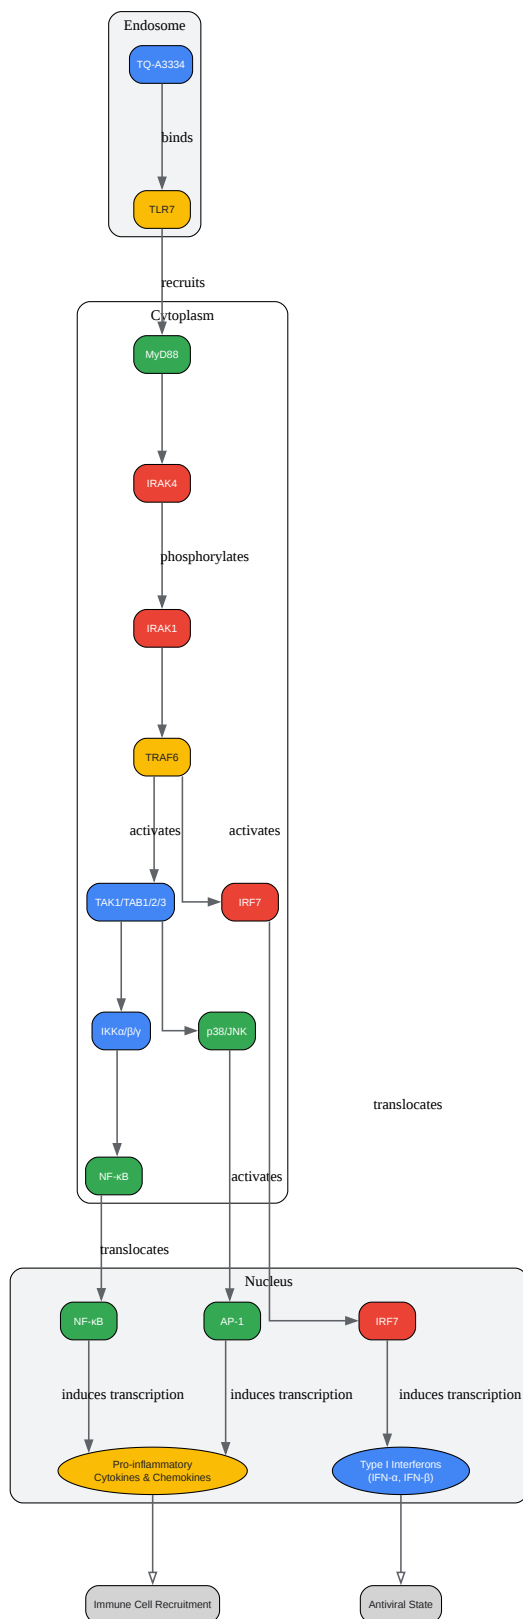 Endosome
TQ-A3334
binds
TLR7
recruits
Cytoplasm
MyD88
IRAK4
phosphorylates
IRAK1
TRAF6
activates
activates
TAK1/TAB1/2/3
IRF7
IKKα/β/γ
p38/JNK
translocates
NF-κB
activates
translocates
Nucleus
NF-κB
AP-1
IRF7
induces transcription
induces transcription
induces transcription
Pro-inflammatory
Cytokines & Chemokines
Type I Interferons
(IFN-α, IFN-β)
Immune Cell Recruitment
Antiviral State